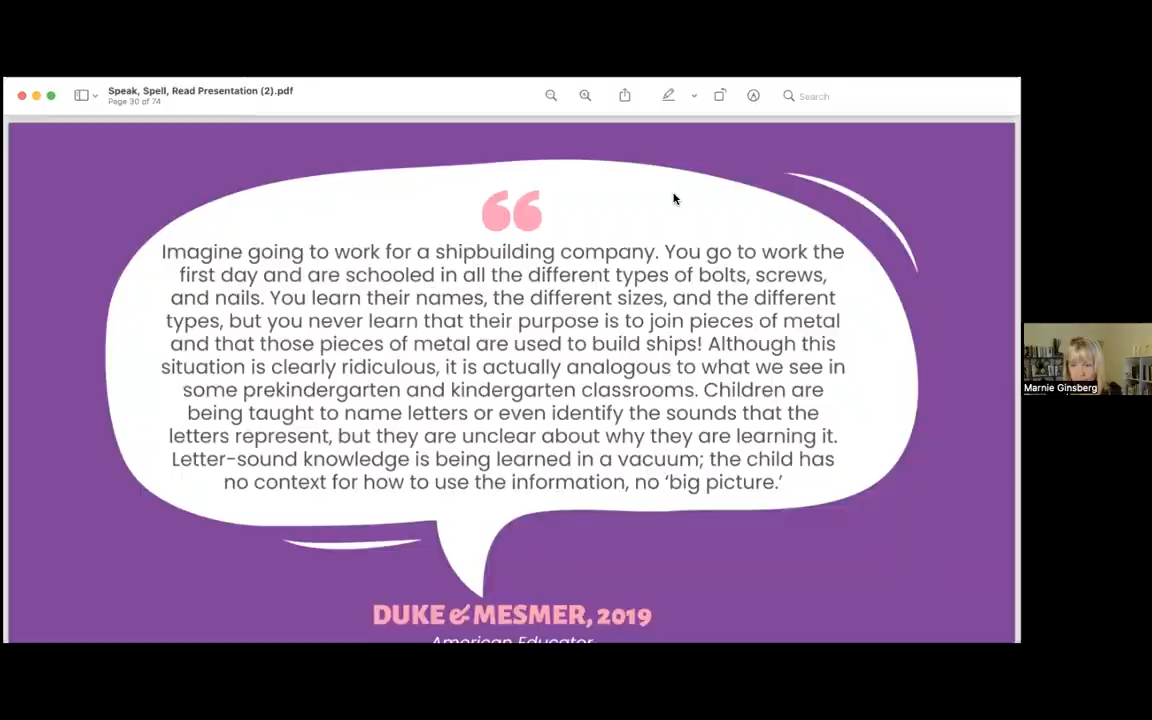 Speak, Spell, Read Presentation (2).pdf
Page 30 of 74
Search
Imagine going to work for a shipbuilding company. You go to work the
first day and are schooled in all the different types of bolts, screws,
and nails. You learn their names, the different sizes, and the different
types, but you never learn that their purpose is to join pieces of metal
and that those pieces of metal are used to build ships! Although this
situation is clearly ridiculous, it is actually analogous to what we see in
some prekindergarten and kindergarten classrooms. Children are
being taught to name letters or even identify the sounds that the
letters represent, but they are unclear about why they are learning it.
Letter-sound knowledge is being learned in a vacuum; the child has
no context for how to use the information, no ‘big picture.’
DUKE & MESMER, 2019
American Educator
Marnie Ginsberg